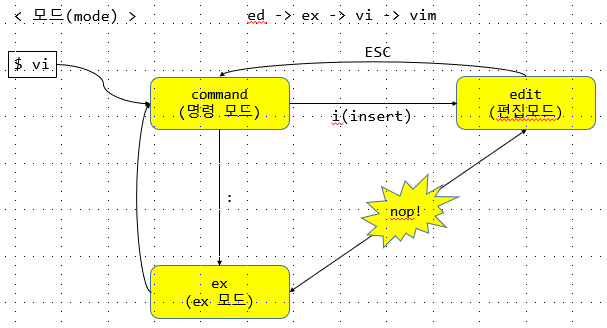 < 모드(mode) >
ed -> ex -> vi -> vim
ESC
$ vi
command
(명령 모드)
edit
(편집모드)
i(insert)
:
nop!
ex
(ex 모드)